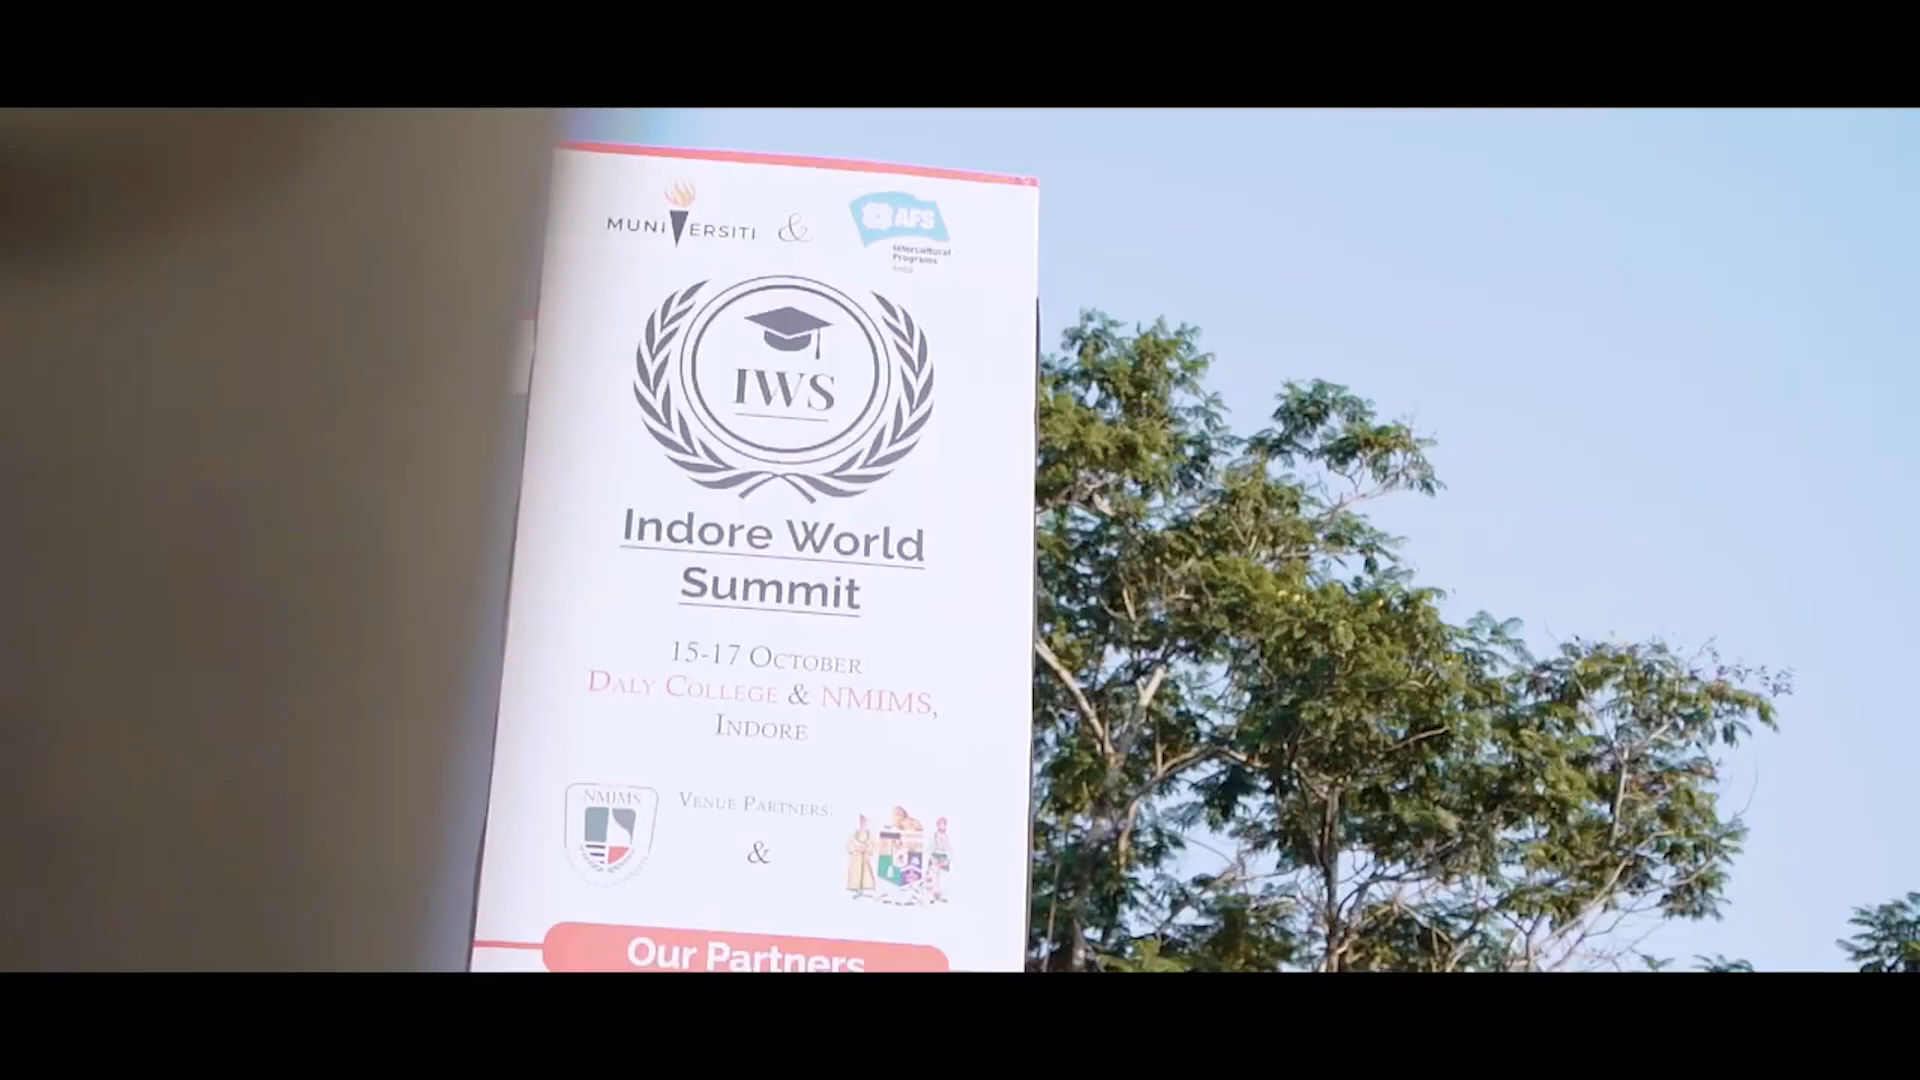 MUNIVERSITI &
AFS
Intercultural
Programs
India
IWS
Indore World
Summit
15-17 October
Daly College & NMIMS,
Indore
NMIMS
Venue Partners:
&
Our Partners